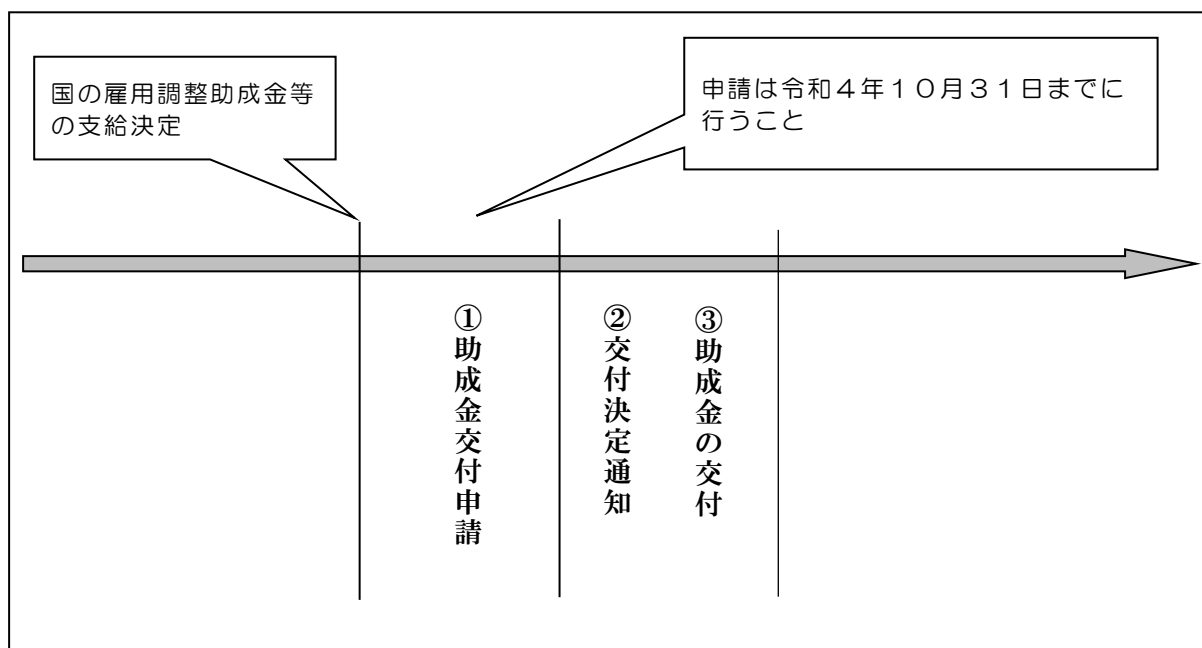 国の雇用調整助成金等
の支給決定
申請は令和４年１０月３１日までに
行うこと
①助成金交付申請
②交付決定通知
③助成金の交付